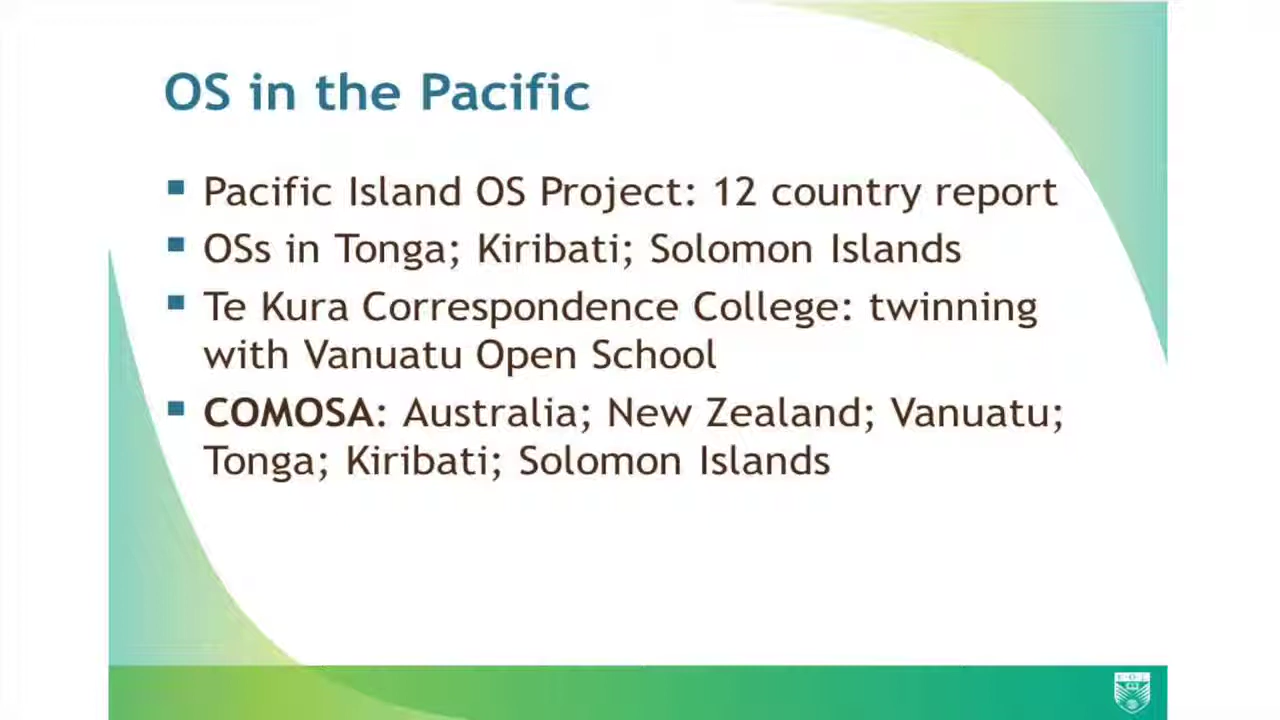 OS in the Pacific
Pacific Island OS Project: 12 country report
OSs in Tonga; Kiribati; Solomon Islands
Te Kura Correspondence College: twinning
with Vanuatu Open School
COMOSA: Australia; New Zealand; Vanuatu;
Tonga; Kiribati; Solomon Islands